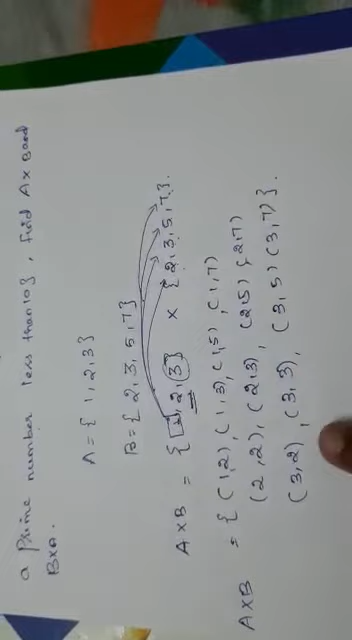 a Prime number less than 10}, find A x B and
B x A.
A = { 1, 2, 3 }
B = { 2, 3, 5, 7 }
A x B = { 1, 2, 3 } x { 2, 3, 5, 7 }.
A x B = { (1,2), (1,3), (1,5), (1,7)
(2,2), (2,3), (2,5) (2,7)
(3,2), (3,3), (3,5) (3,7) }.